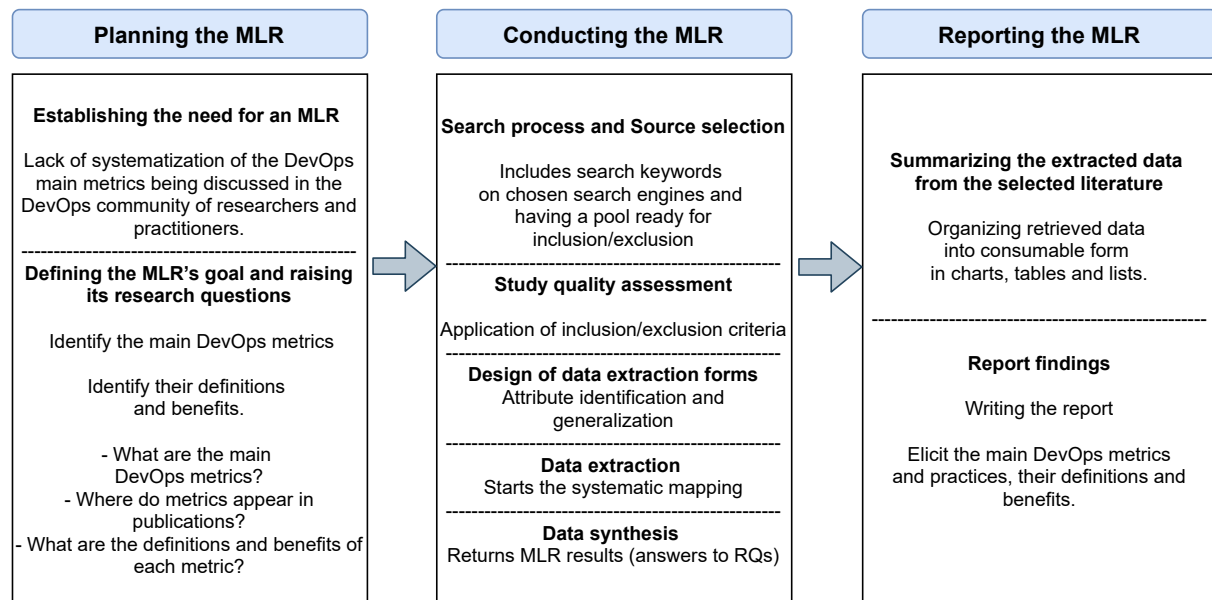 Planning the MLR
Establishing the need for an MLR
Lack of systematization of the DevOps
main metrics being discussed in the
DevOps community of researchers and
practitioners.
Defining the MLR's goal and raising
its research questions
Identify the main DevOps metrics
Identify their definitions
and benefits.
- What are the main
DevOps metrics?
- Where do metrics appear in
publications?
- What are the definitions and benefits of
each metric?
Conducting the MLR
Search process and Source selection
Includes search keywords
on chosen search engines and
having a pool ready for
inclusion/exclusion
Study quality assessment
Application of inclusion/exclusion criteria
Design of data extraction forms
Attribute identification and
generalization
Data extraction
Starts the systematic mapping
Data synthesis
Returns MLR results (answers to RQs)
Reporting the MLR
Summarizing the extracted data
from the selected literature
Organizing retrieved data
into consumable form
in charts, tables and lists.
Report findings
Writing the report
Elicit the main DevOps metrics
and practices, their definitions and
benefits.